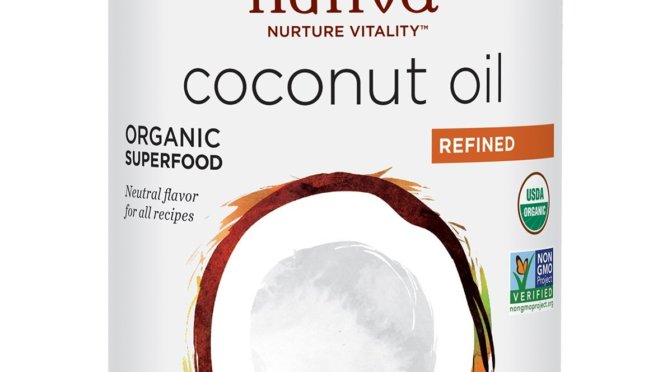 nutiva
NURTURE VITALITY™
coconut oil
ORGANIC
SUPERFOOD
REFINED
Neutral flavor
for all recipes
USDA
ORGANIC
NON
GMO
Project
VERIFIED
nongmoproject.org